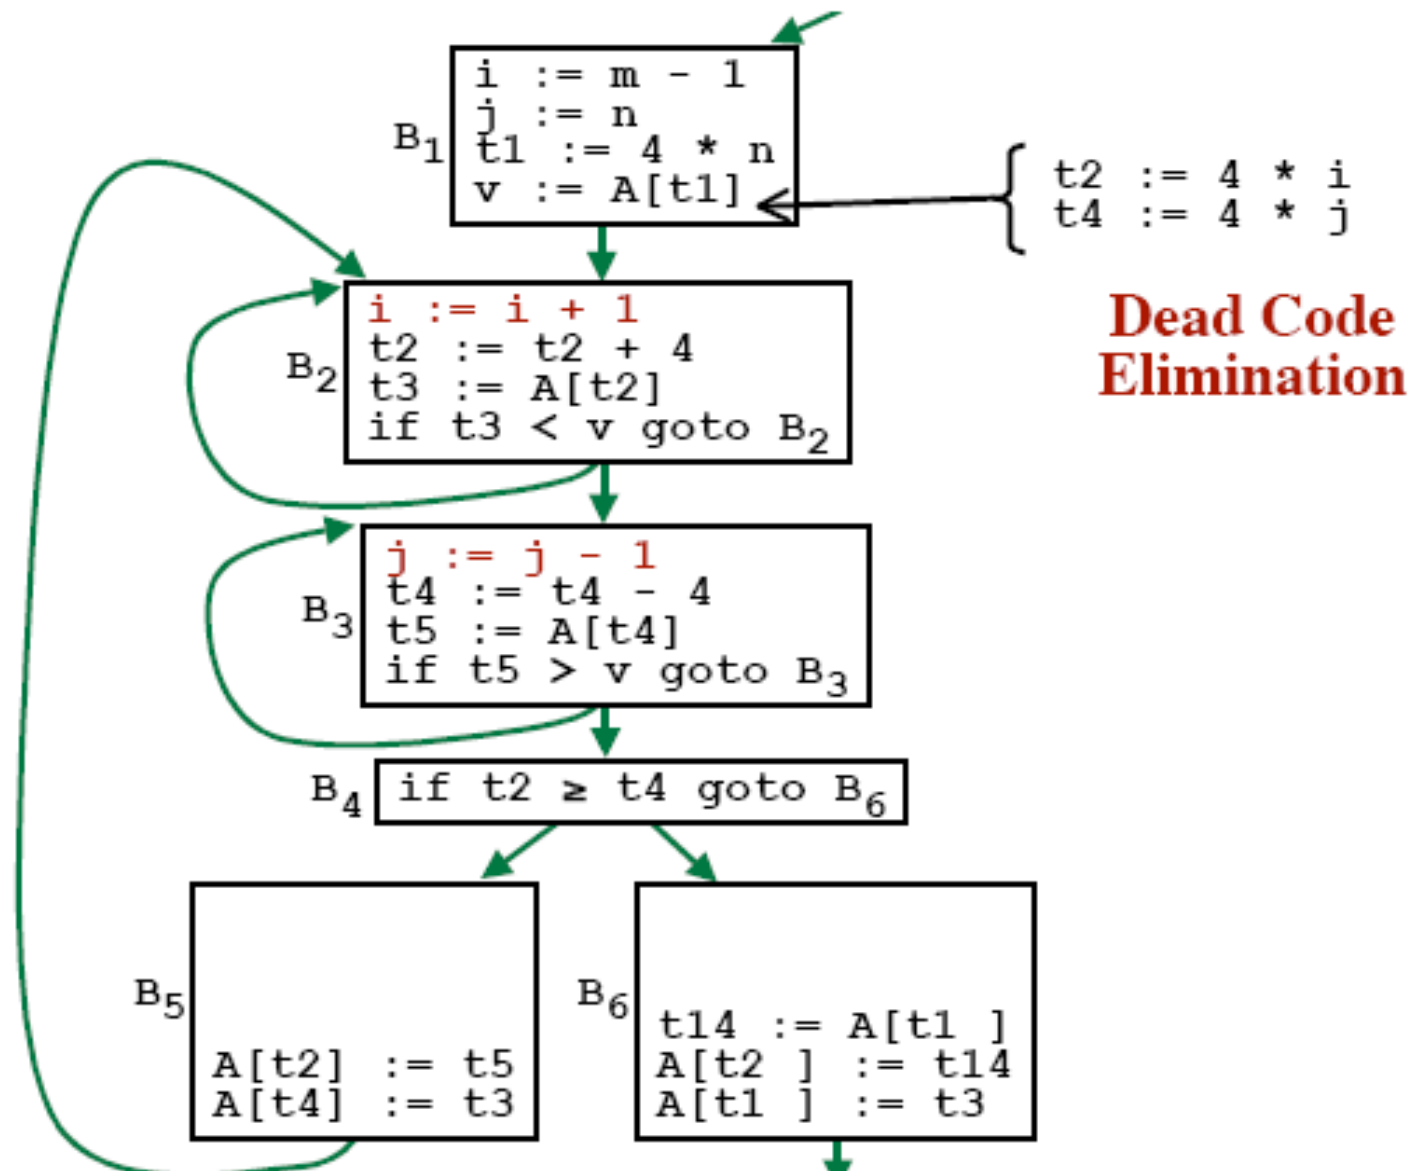 i := m - 1
j := n
t1 := 4 * n
v := A[t1]
B1
t2 := 4 * i
t4 := 4 * j
Dead Code
Elimination
i := i + 1
t2 := t2 + 4
t3 := A[t2]
if t3 < v goto B2
B2
j := j - 1
t4 := t4 - 4
t5 := A[t4]
if t5 > v goto B3
B3
B4
if t2 ≥ t4 goto B6
B5
A[t2] := t5
A[t4] := t3
B6
t14 := A[t1 ]
A[t2 ] := t14
A[t1 ] := t3